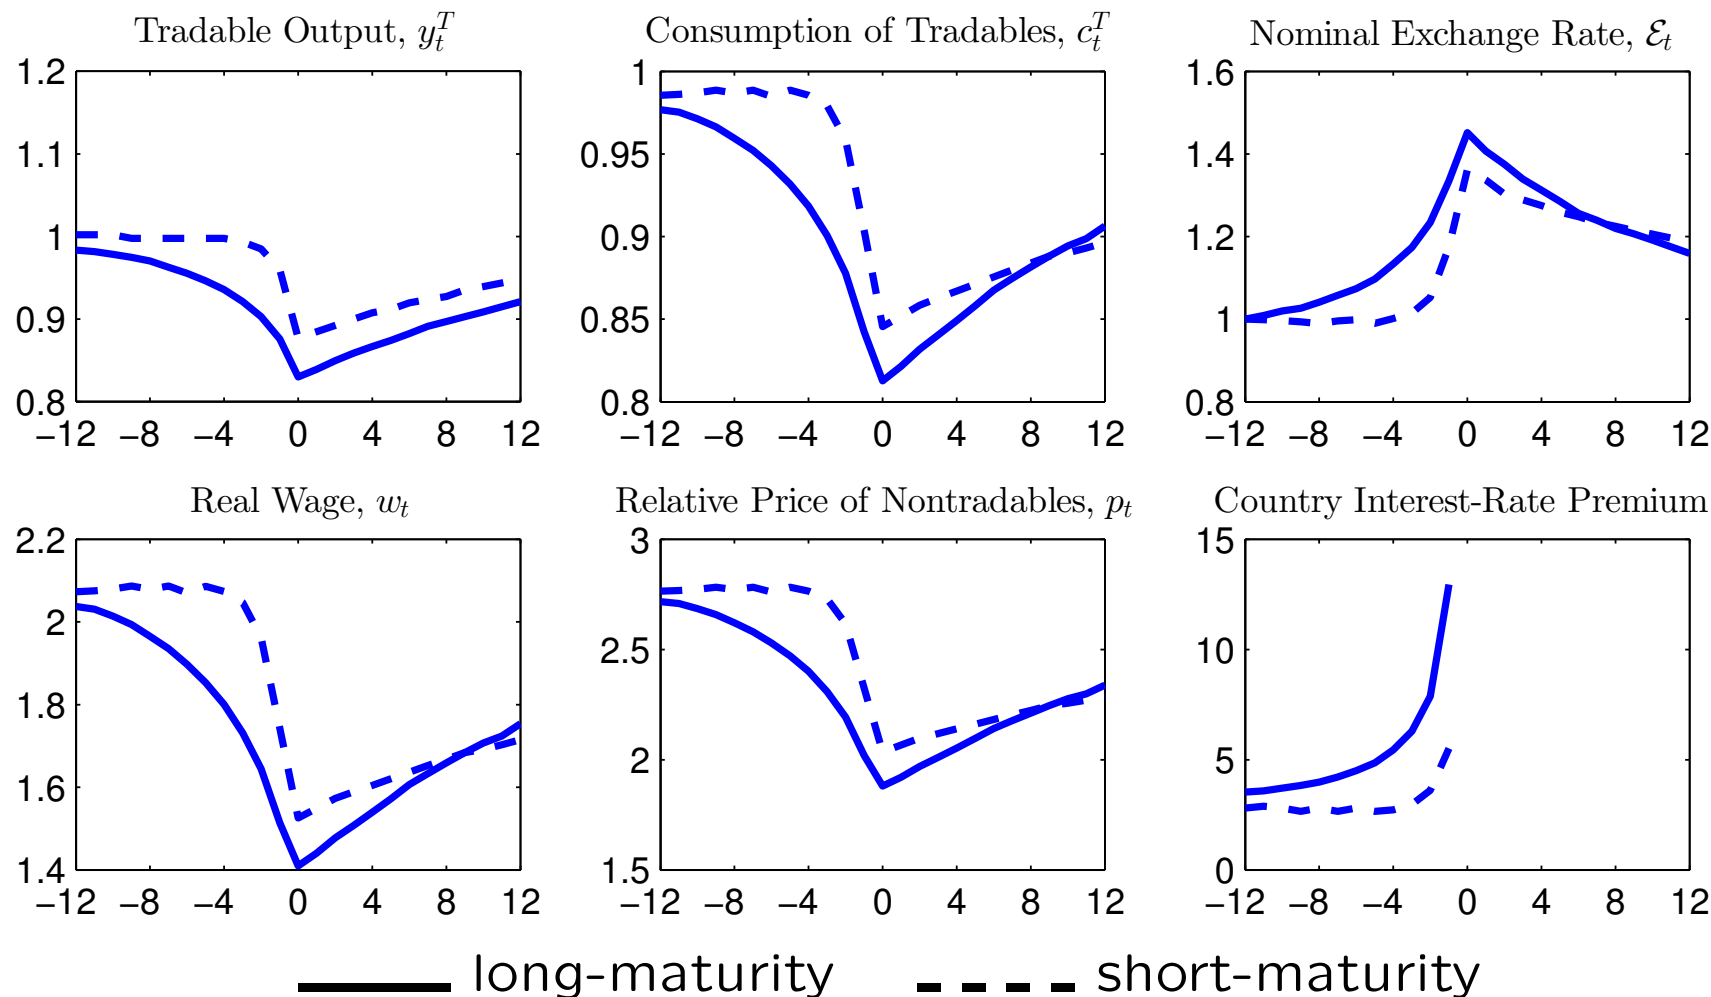 Tradable Output, y_t^T
1.2
1.1
1
0.9
0.8
−12 −8 −4 0 4 8 12
Consumption of Tradables, c_t^T
1
0.95
0.9
0.85
0.8
−12 −8 −4 0 4 8 12
Nominal Exchange Rate, ℰ_t
1.6
1.4
1.2
1
0.8
−12 −8 −4 0 4 8 12
Real Wage, w_t
2.2
2
1.8
1.6
1.4
−12 −8 −4 0 4 8 12
Relative Price of Nontradables, p_t
3
2.5
2
1.5
−12 −8 −4 0 4 8 12
Country Interest-Rate Premium
15
10
5
0
−12 −8 −4 0 4 8 12
long-maturity short-maturity